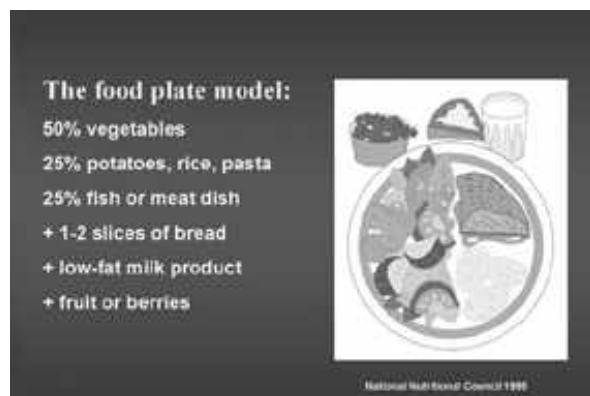 The food plate model:
50% vegetables
25% potatoes, rice, pasta
25% fish or meat dish
+ 1-2 slices of bread
+ low-fat milk product
+ fruit or berries
National Nutritional Council